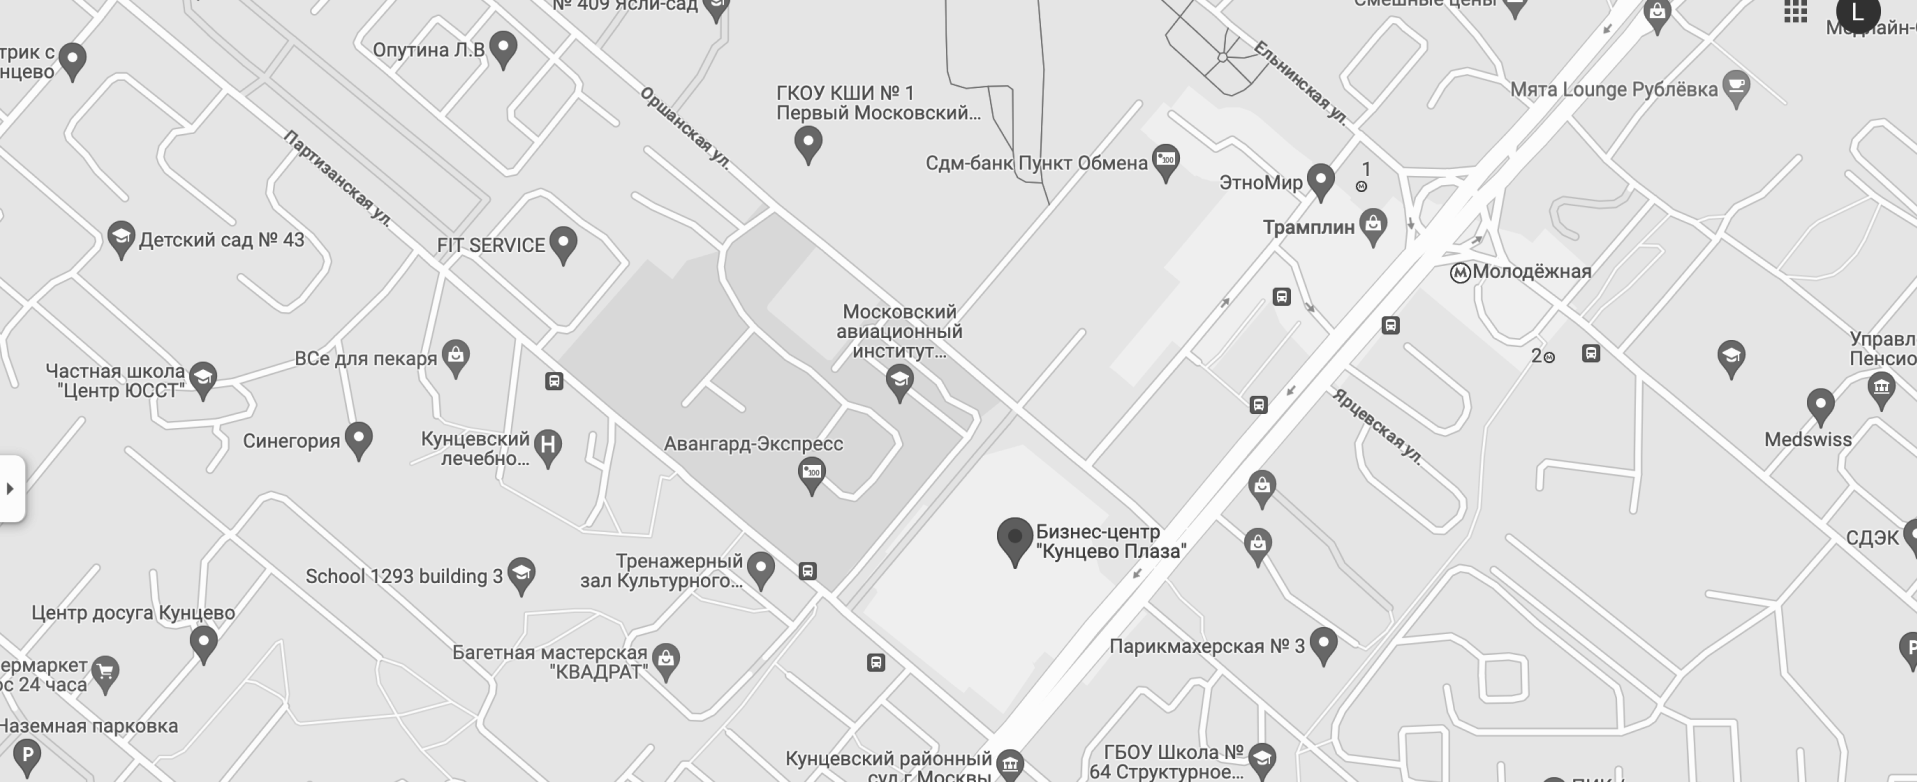 № 409 Ясли-сад
Смешные цены
L
Опутина Л.В
трик с
нцево
Ельнинская ул.
Мята Lounge Рублёвка
Оршанская ул.
ГКОУ КШИ № 1
Первый Московский...
Партизанская ул.
Сдм-банк Пункт Обмена
ЭтноМир
1
Трамплин
Детский сад № 43
FIT SERVICE
Молодёжная
Московский
авиационный
институт...
ВСе для пекаря
2
Управл
Пенсио
Частная школа
"Центр ЮССТ"
Ярцевская ул.
Синегория
Кунцевский
лечебно...
H
Авангард-Экспресс
Medswiss
Бизнес-центр
"Кунцево Плаза"
СДЭК
School 1293 building 3
Тренажерный
зал Культурного...
Центр досуга Кунцево
Багетная мастерская
"КВАДРАТ"
Парикмахерская № 3
ермаркет
ос 24 часа
P
Наземная парковка
P
Кунцевский районный
суд г.Москвы
ГБОУ Школа №
64 Структурное...